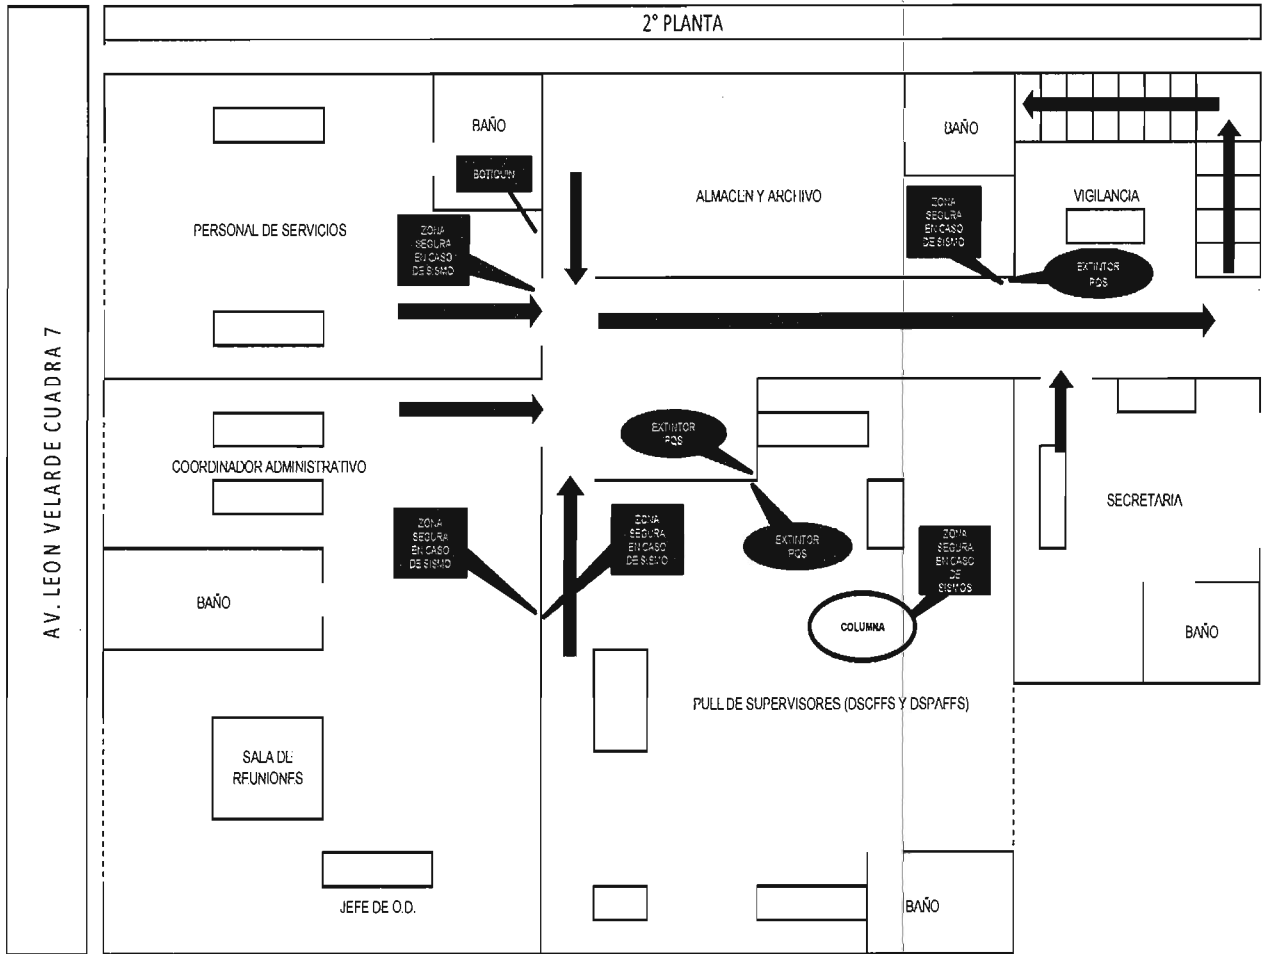 2° PLANTA
AV. LEON VELARDE CUADRA 7
BAÑO
BOTIQUIN
PERSONAL DE SERVICIOS
ZONA
SEGURA
EN CASO
DE SISMO
ALMACEN Y ARCHIVO
BAÑO
ZONA
SEGURA
EN CASO
DE SISMO
VIGILANCIA
EXTINTOR
PQS
COORDINADOR ADMINISTRATIVO
EXTINTOR
PQS
SECRETARIA
ZONA
SEGURA
EN CASO
DE SISMO
ZONA
SEGURA
EN CASO
DE SISMO
EXTINTOR
PQS
ZONA
SEGURA
EN CASO
DE
SISMOS
BAÑO
COLUMNA
BAÑO
PULL DE SUPERVISORES (DSCFFS Y DSPAFFS)
SALA DE
REUNIONES
JEFE DE O.D.
BAÑO